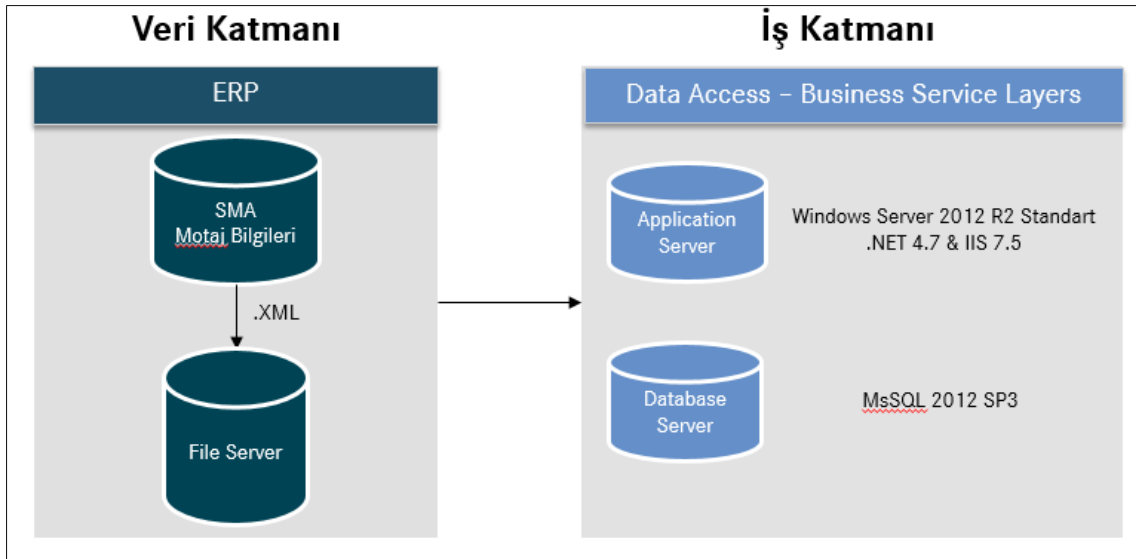 Veri Katmanı
ERP
SMA
Motaj Bilgileri
.XML
File Server
İş Katmanı
Data Access – Business Service Layers
Application
Server
Windows Server 2012 R2 Standart
.NET 4.7 & IIS 7.5
Database
Server
MsSQL 2012 SP3